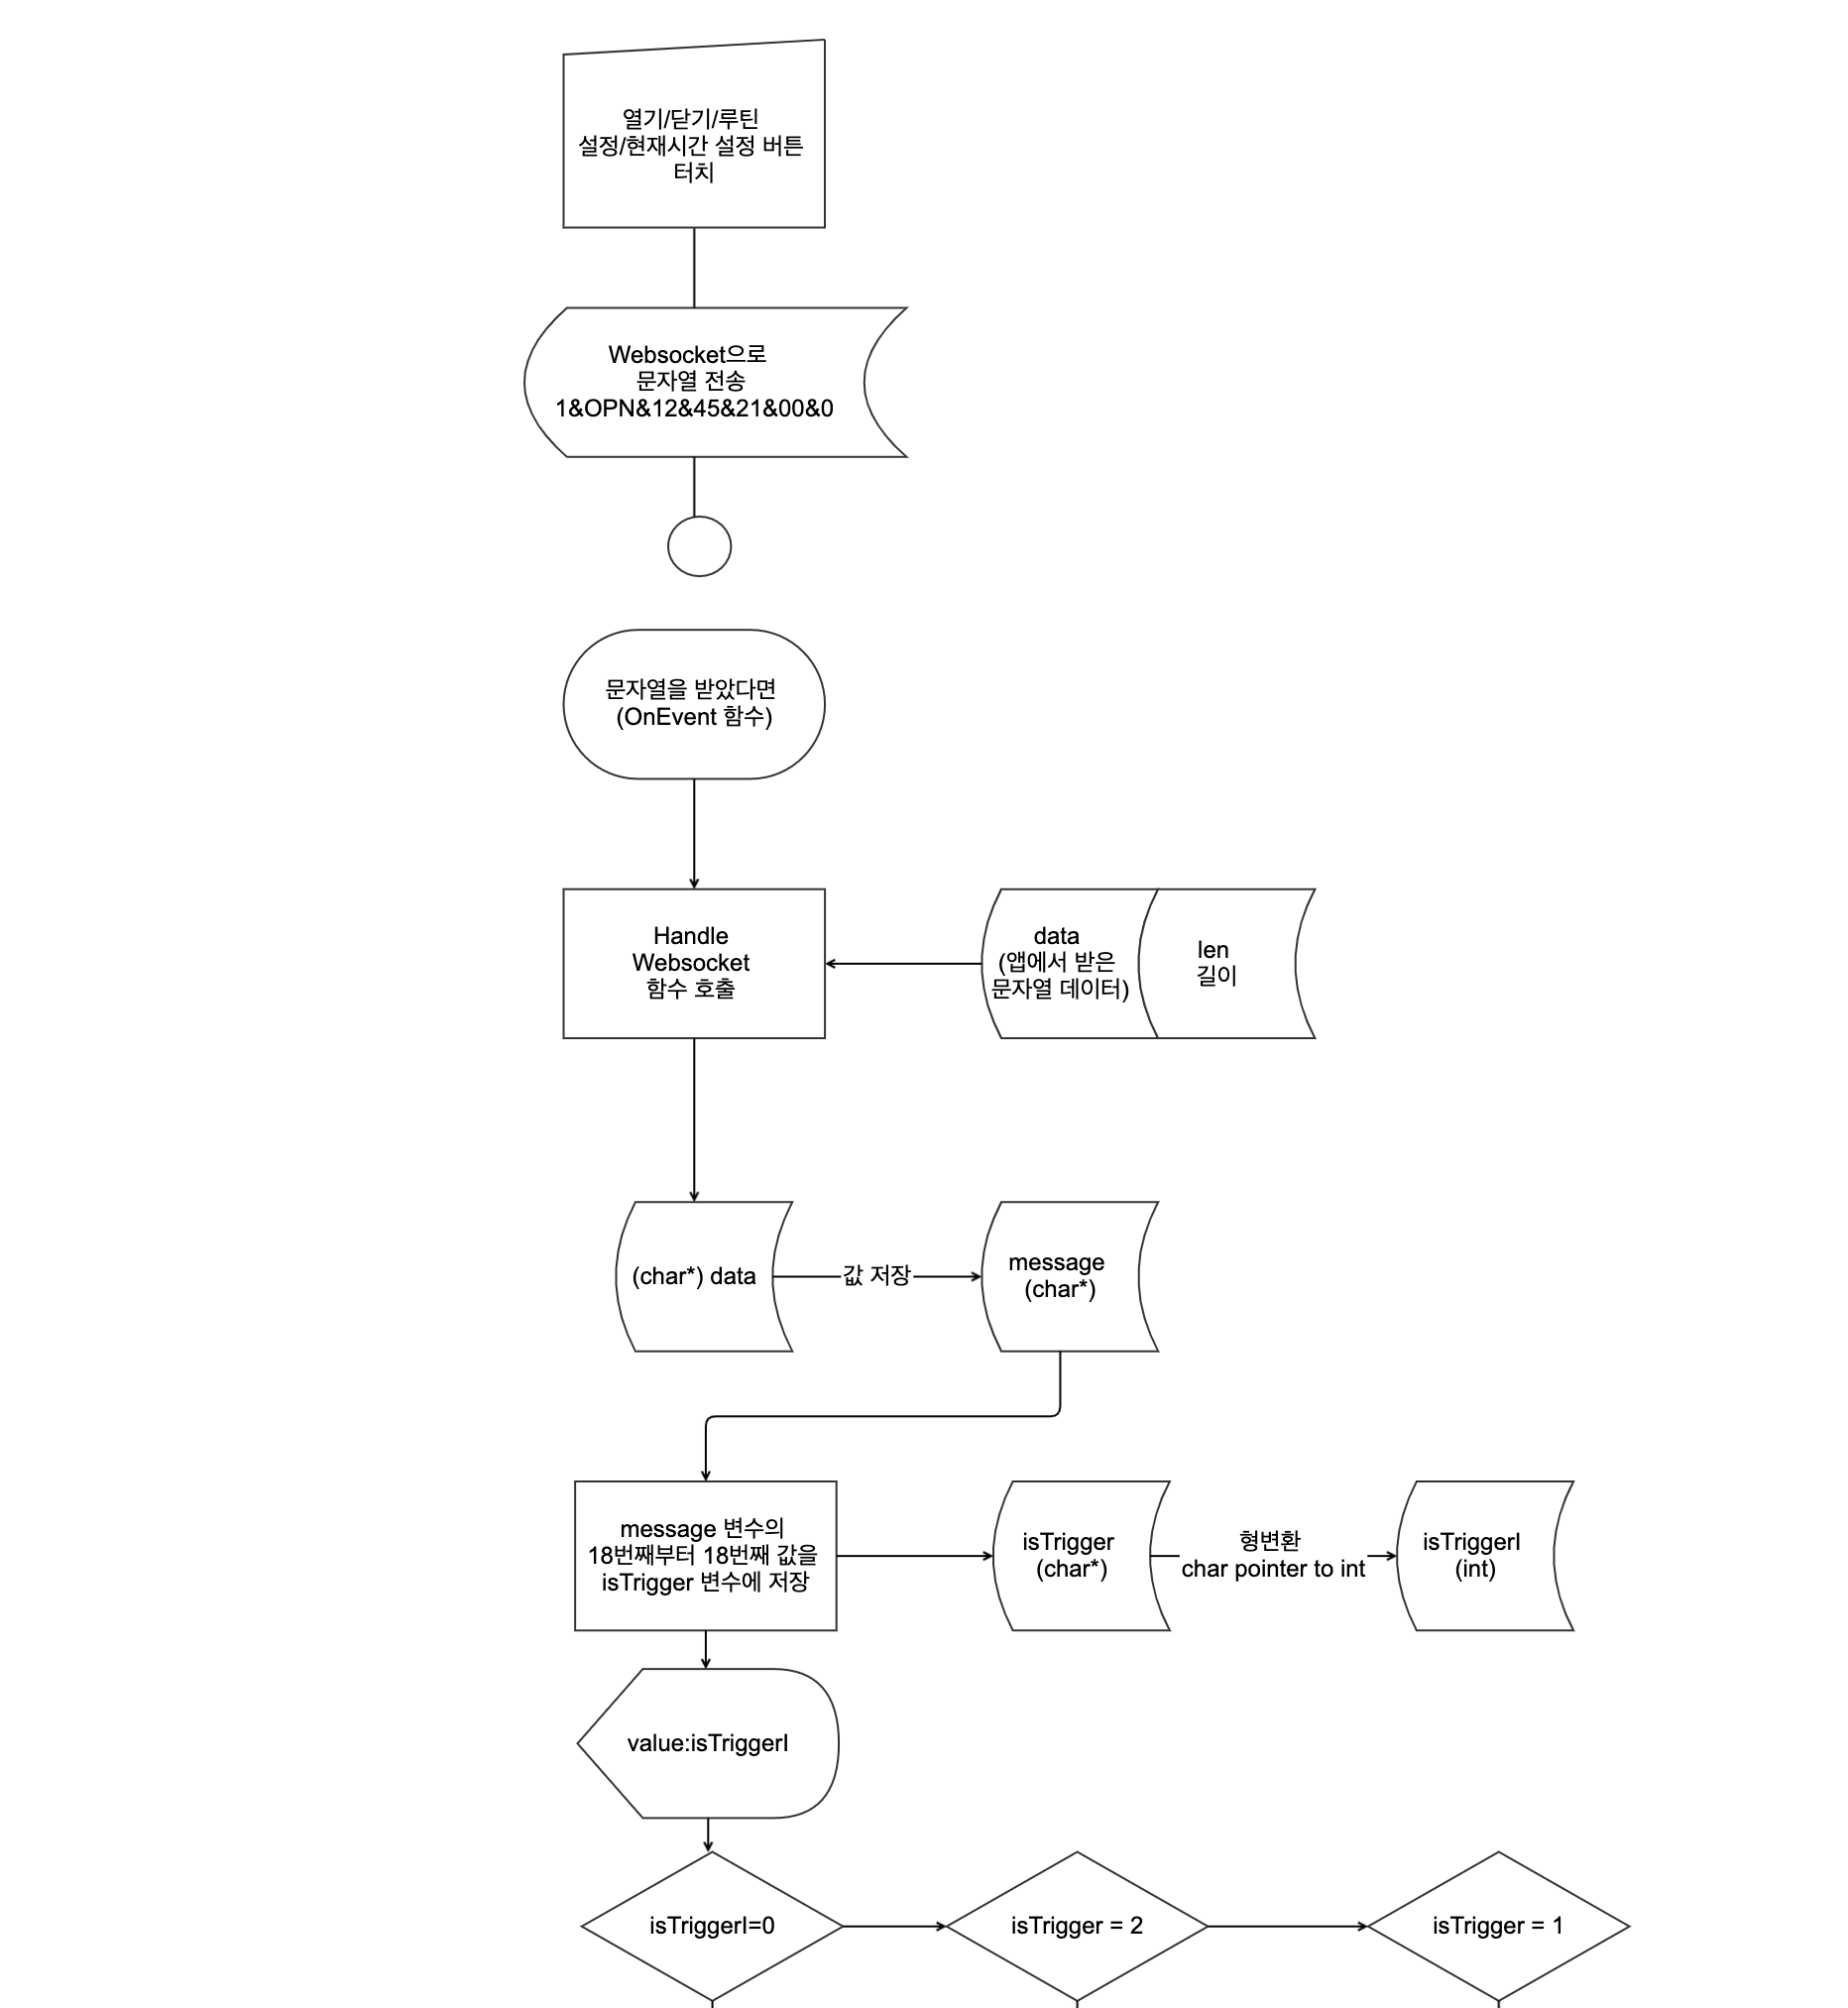 열기/닫기/루틴
설정/현재시간 설정 버튼
터치
Websocket으로
문자열 전송
1&OPN&12&45&21&00&0
문자열을 받았다면
(OnEvent 함수)
Handle
Websocket
함수 호출
data
(앱에서 받은
문자열 데이터)
len
길이
(char*) data
값 저장
message
(char*)
message 변수의
18번째부터 18번째 값을
isTrigger 변수에 저장
isTrigger
(char*)
형변환
char pointer to int
isTriggerI
(int)
value:isTriggerI
isTriggerI=0
isTrigger = 2
isTrigger = 1